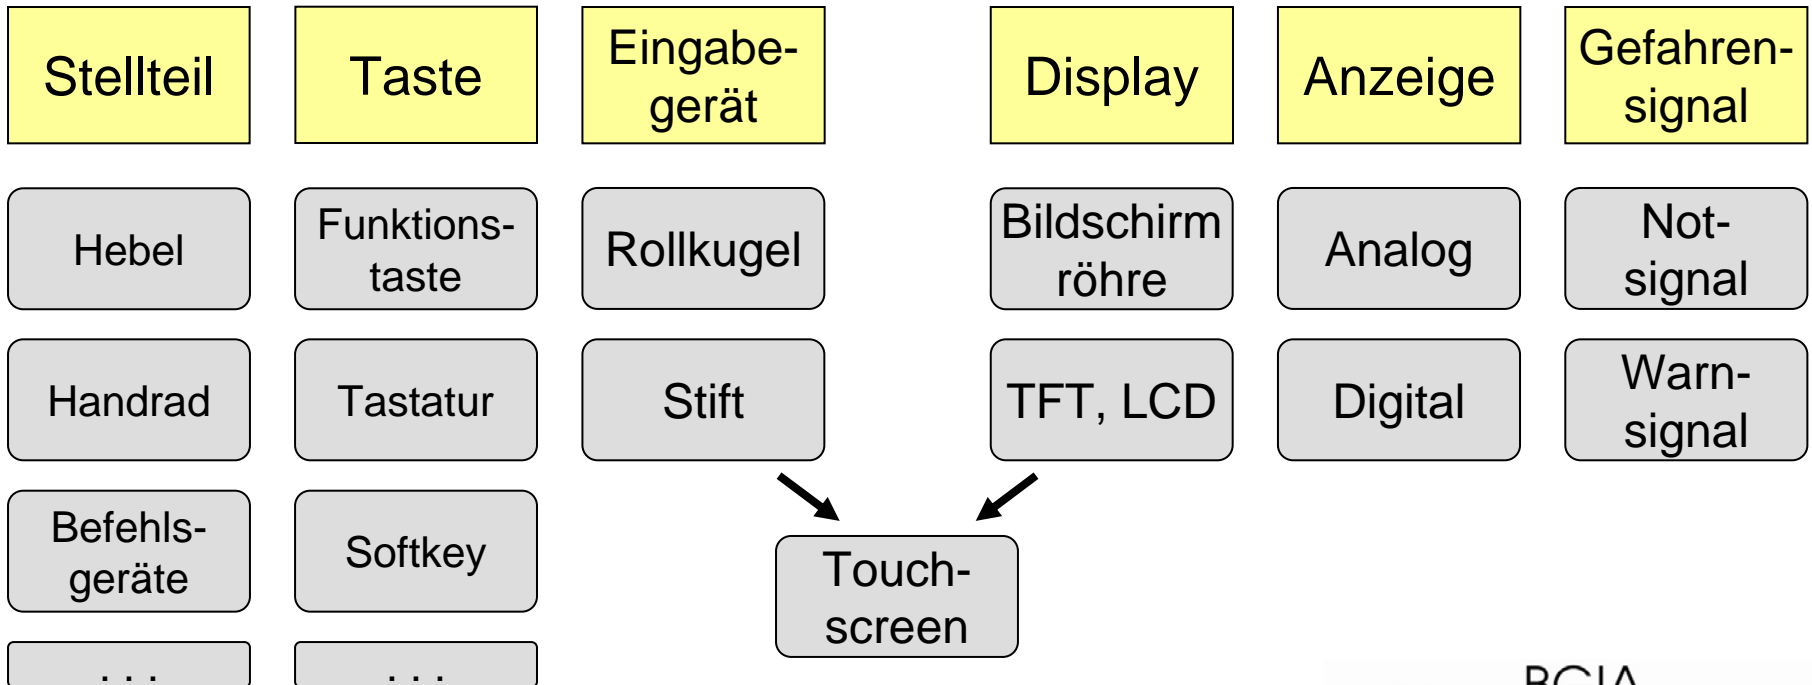 Stellteil
Taste
Eingabe-
gerät
Display
Anzeige
Gefahren-
signal
Hebel
Funktions-
taste
Rollkugel
Bildschirm
röhre
Analog
Not-
signal
Handrad
Tastatur
Stift
TFT, LCD
Digital
Warn-
signal
Befehls-
geräte
Softkey
Touch-
screen
. . .
. . .